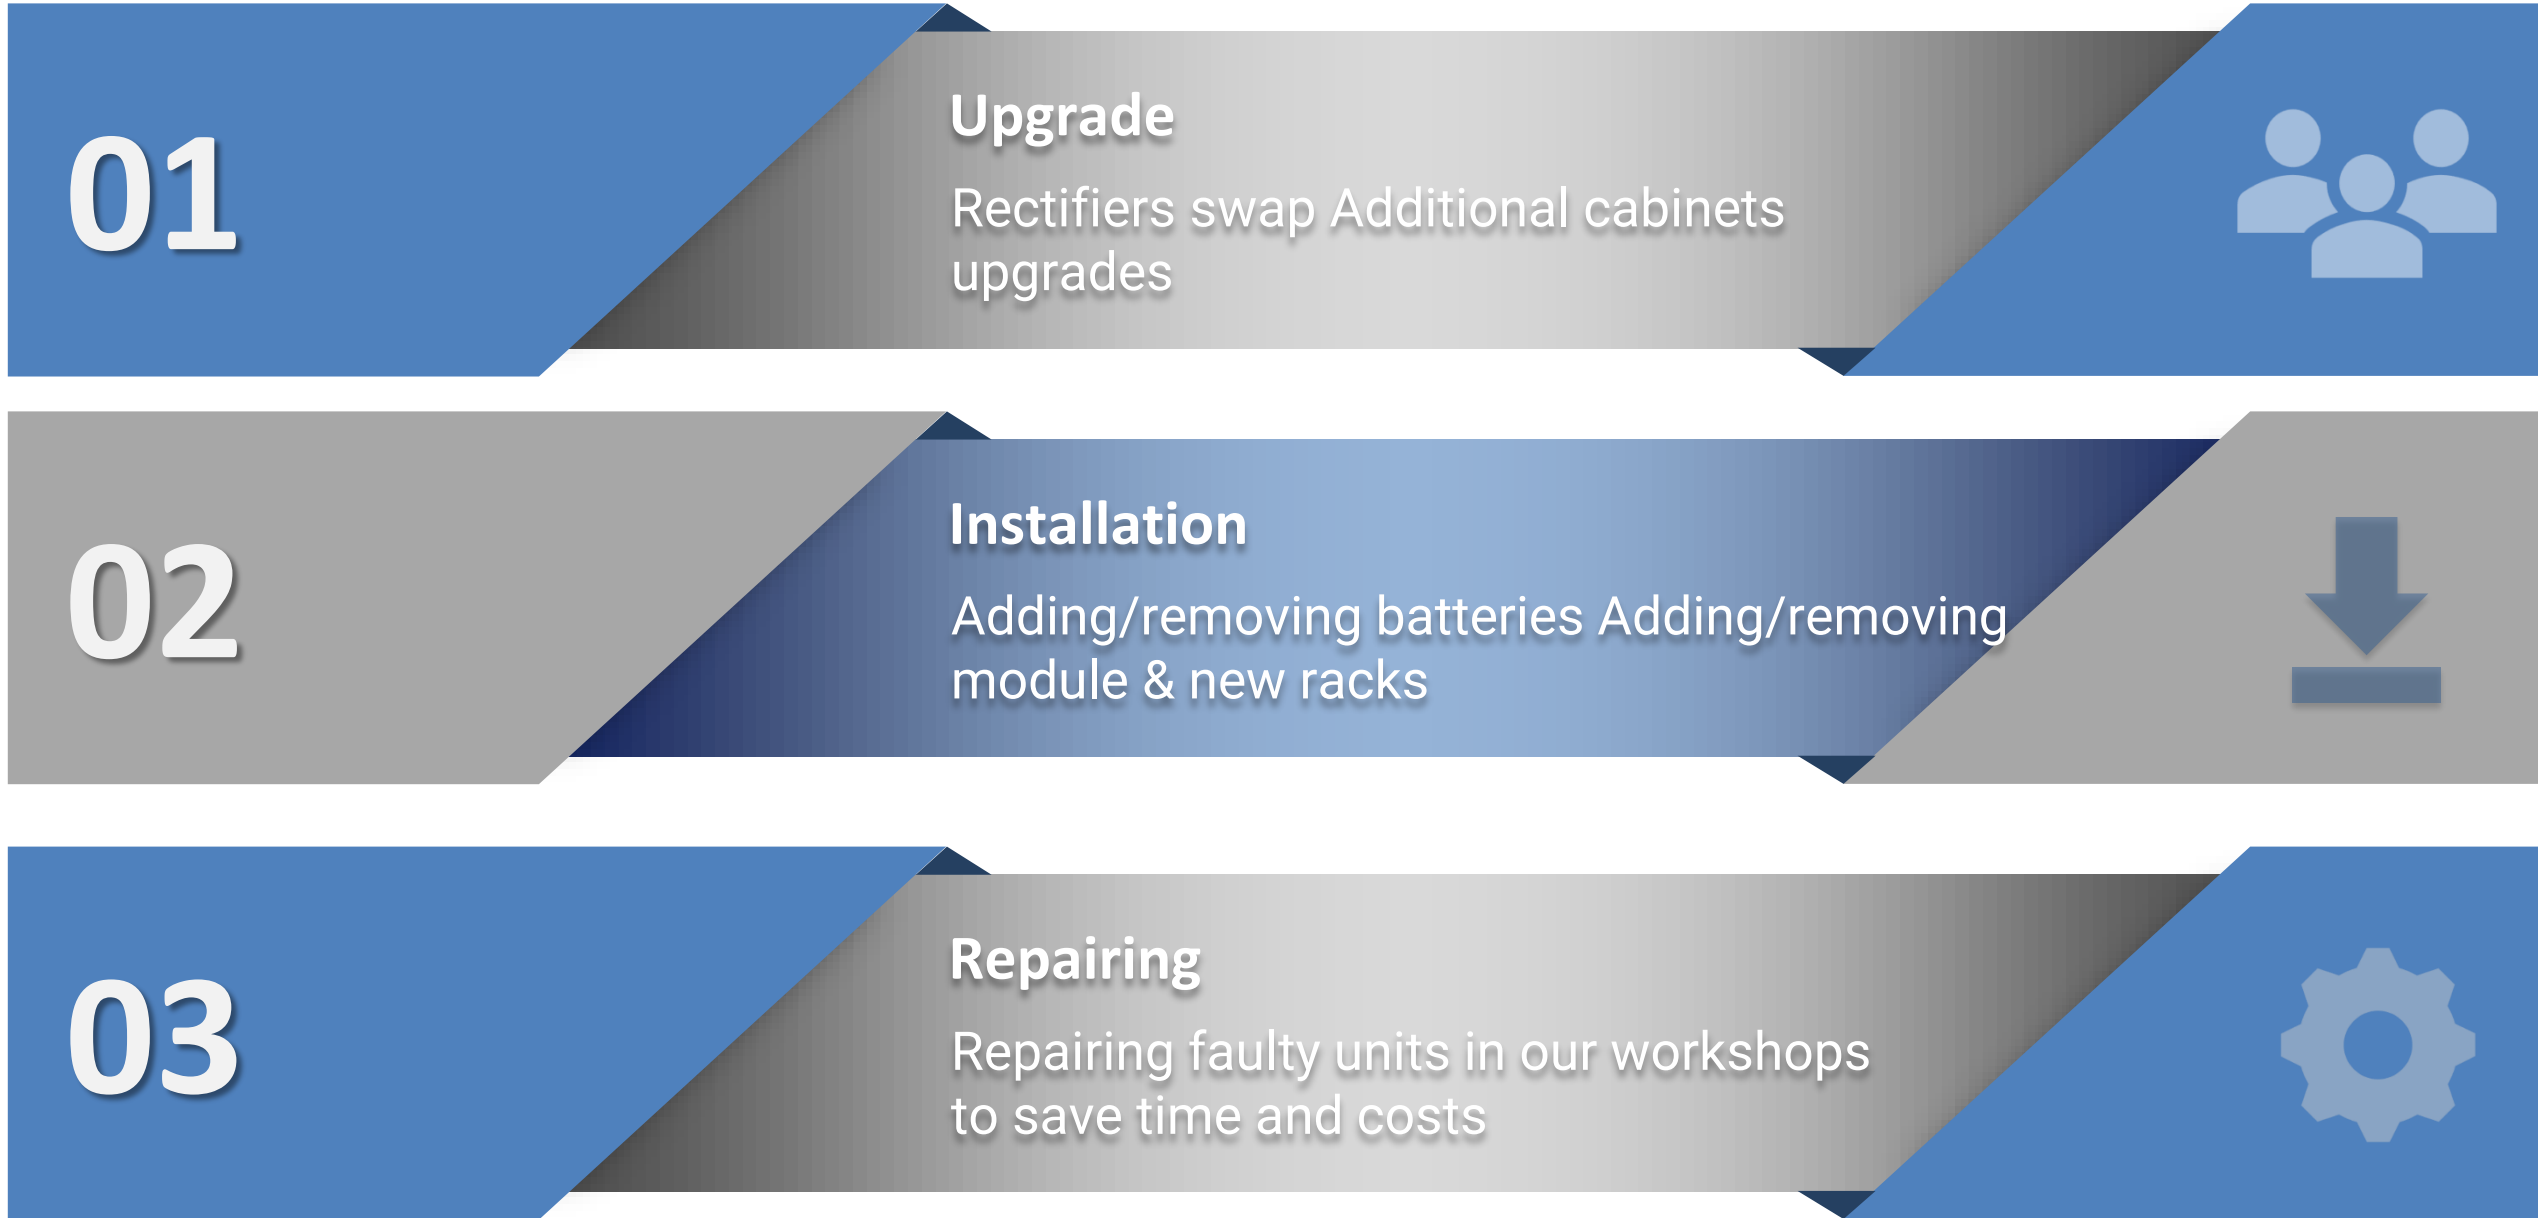 01
Upgrade
Rectifiers swap Additional cabinets
upgrades
02
Installation
Adding/removing batteries Adding/removing
module & new racks
03
Repairing
Repairing faulty units in our workshops
to save time and costs